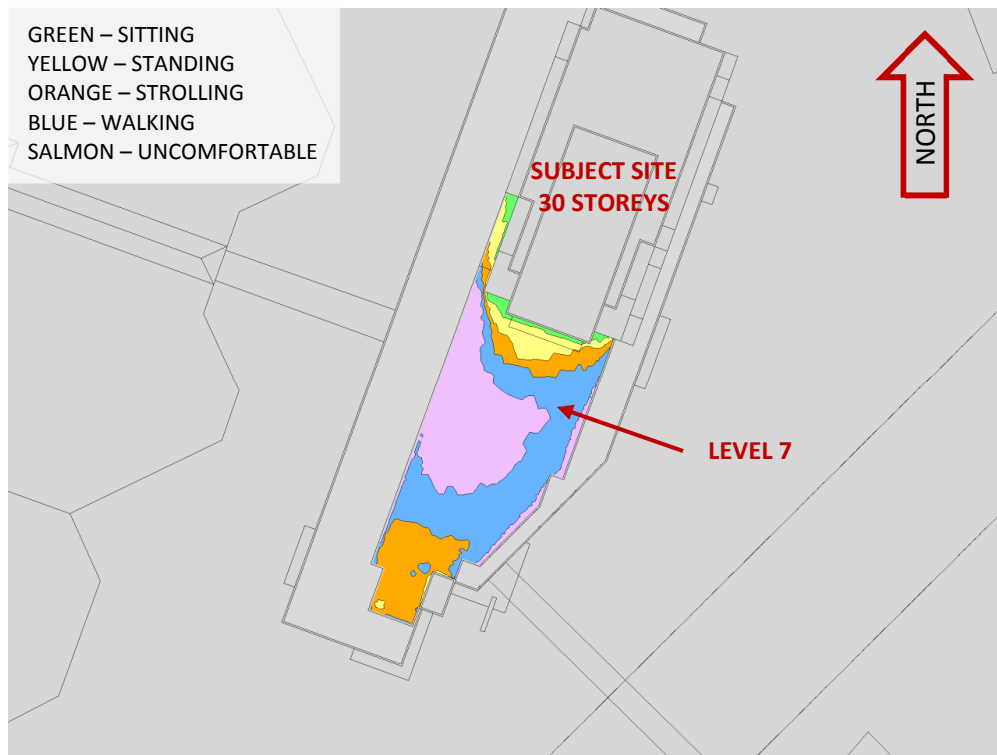 GREEN – SITTING
YELLOW – STANDING
ORANGE – STROLLING
BLUE – WALKING
SALMON – UNCOMFORTABLE
NORTH
SUBJECT SITE
30 STOREYS
LEVEL 7